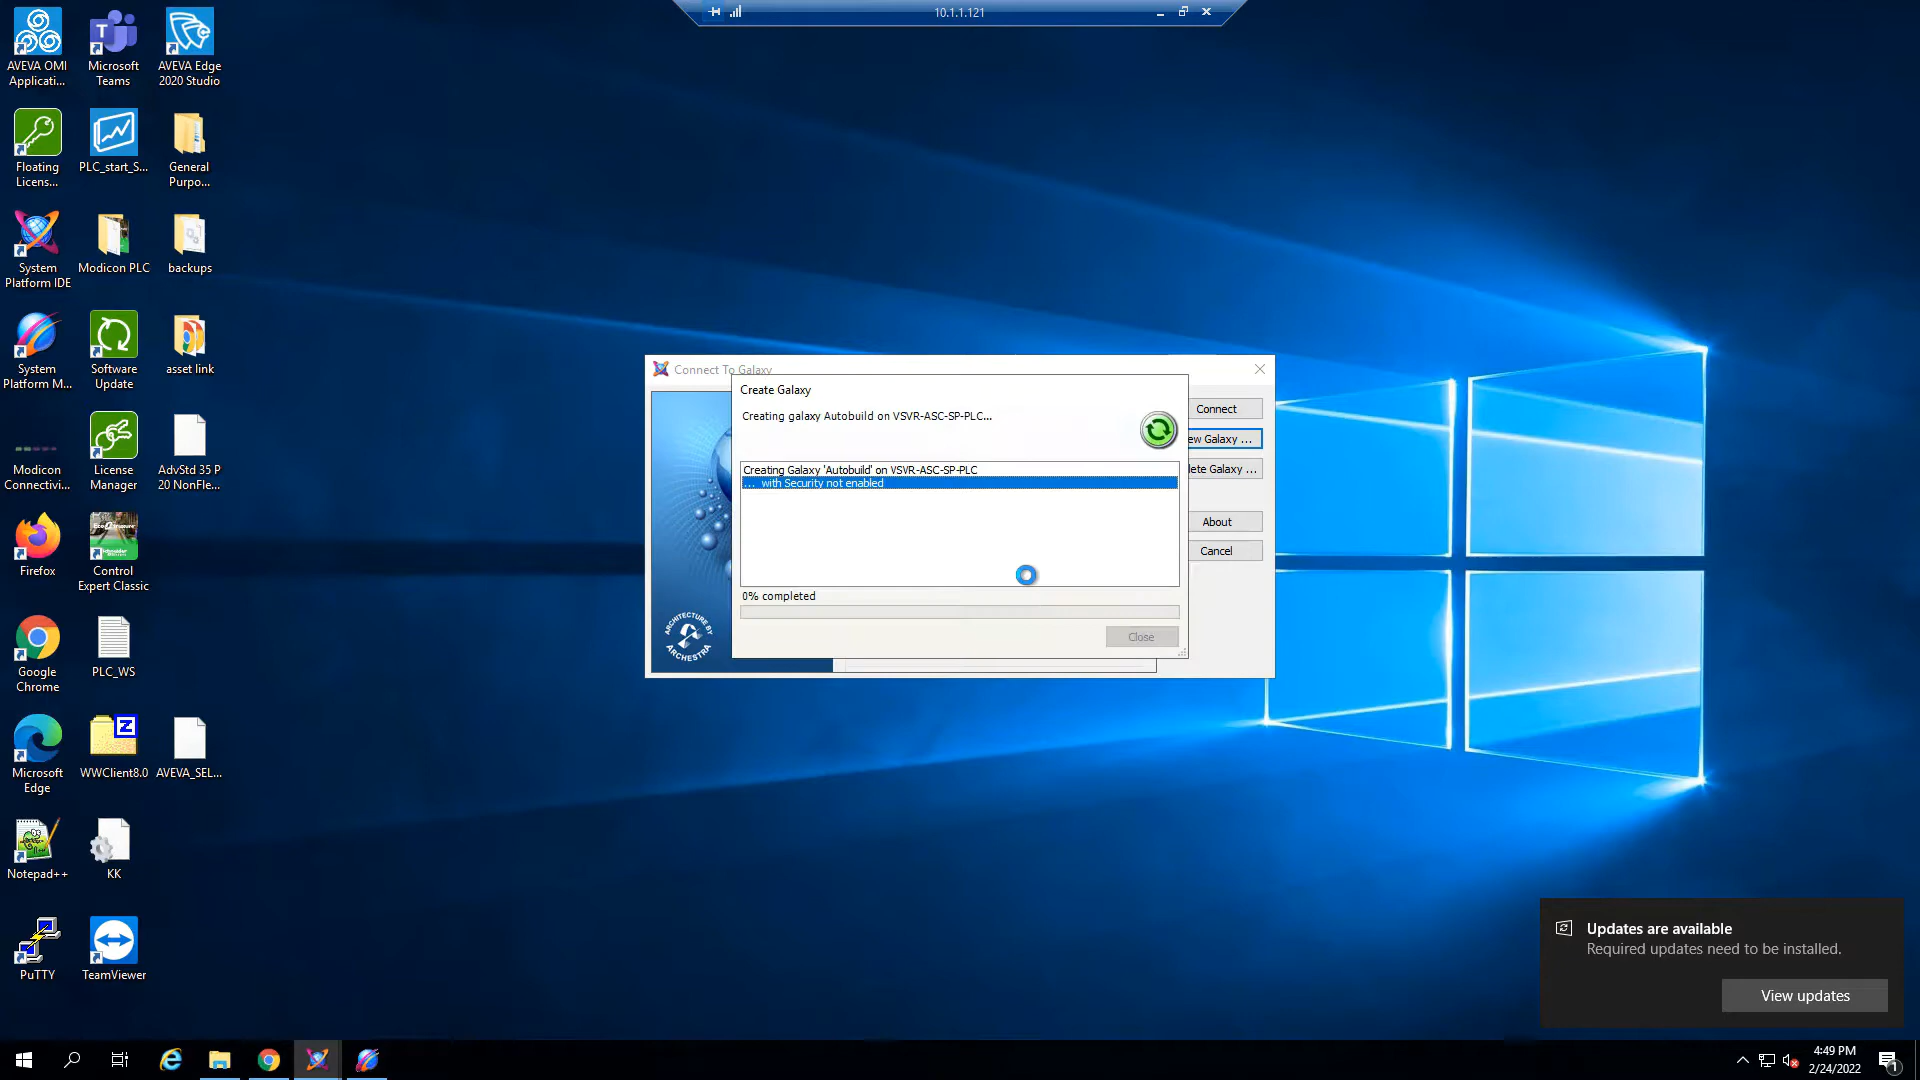 10.1.1.121
AVEVA OMI
Applicati...
Microsoft
Teams
AVEVA Edge
2020 Studio
Floating
Licens...
PLC_start_S...
General
Purpo...
System
Platform IDE
Modicon PLC
backups
System
Platform M...
Software
Update
asset link
Modicon
Connectivi...
License
Manager
AdvStd 35 P
20 NonFle...
Firefox
Control
Expert Classic
Google
Chrome
PLC_WS
Microsoft
Edge
WWClient8.0
AVEVA_SEL...
Notepad++
KK
PuTTY
TeamViewer
Connect To Galaxy
Create Galaxy
Creating galaxy Autobuild on VSVR-ASC-SP-PLC...
Creating Galaxy 'Autobuild' on VSVR-ASC-SP-PLC
... with Security not enabled
0% completed
Close
Connect
ew Galaxy ...
lete Galaxy ...
About
Cancel
ARCHITECTURE BY
ARCHESTRA
Updates are available
Required updates need to be installed.
View updates
4:49 PM
2/24/2022
1